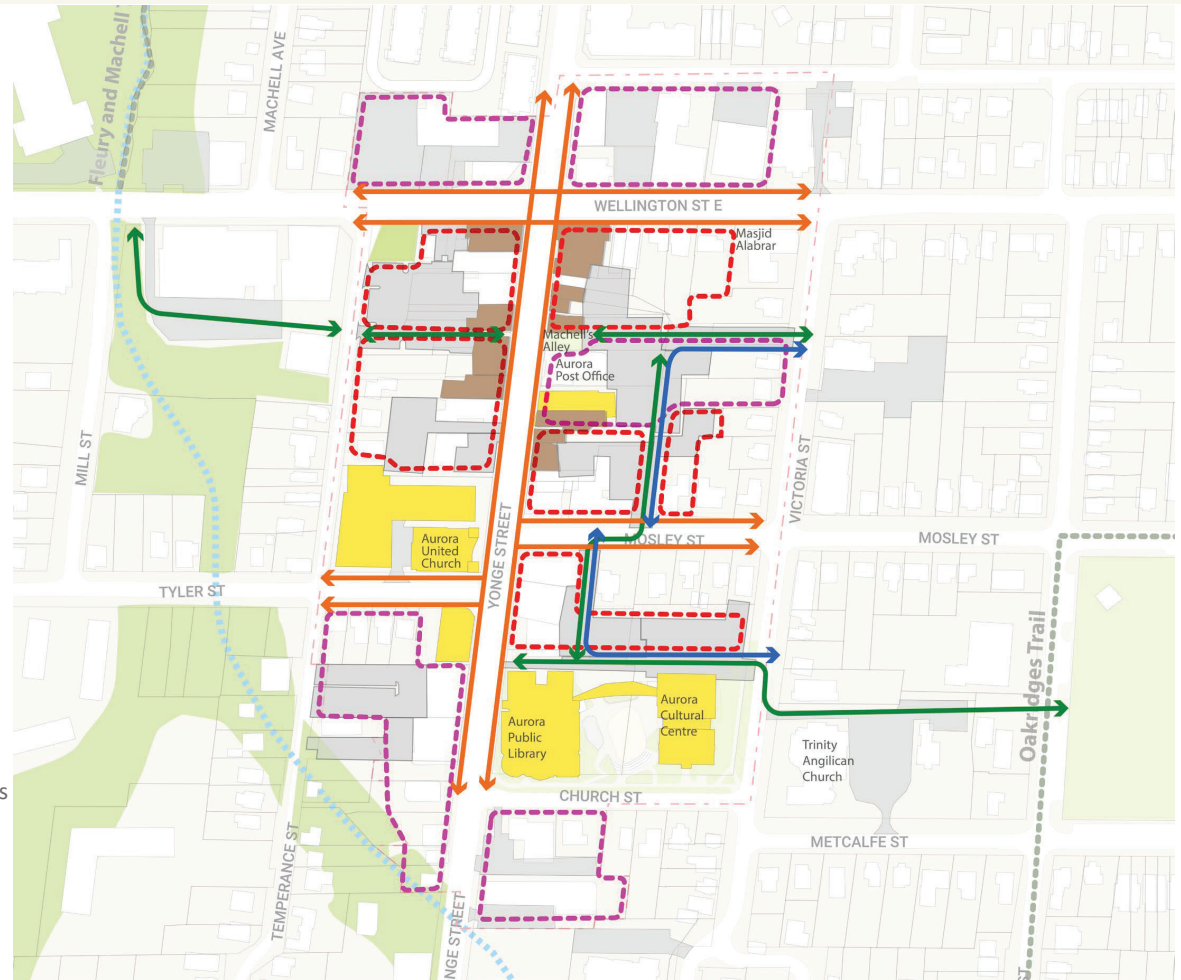 Fleury and Machell T
MACHELL AVE
WELLINGTON ST E
Masjid
Alabrar
Machell's
Alley
Aurora
Post Office
MILL ST
VICTORIA ST
YONGE STREET
Aurora
United
Church
MOSLEY ST
MOSLEY ST
TYLER ST
Oakridges Trail
Aurora
Public
Library
Aurora
Cultural
Centre
Trinity
Anglican
Church
S
CHURCH ST
METCALFE ST
TEMPERANCE ST
NGE STREET